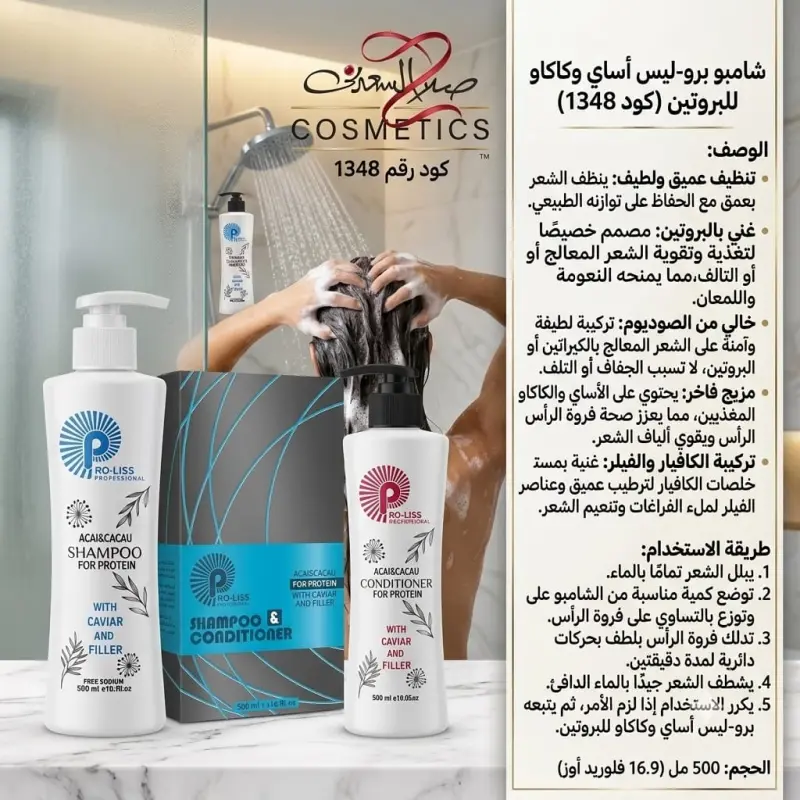 صلاح السعدني
COSMETICS
TM
كود رقم 1348
شامبو برو-ليس أساي وكاكاو
للبروتين (كود 1348)
الوصف:
• تنظيف عميق ولطيف: ينظف الشعر
بعمق مع الحفاظ على توازنه الطبيعي.
• غني بالبروتين: مصمم خصيصًا
لتغذية وتقوية الشعر المعالج أو
أو التالف،مما يمنحه النعومة
واللمعان.
• خالي من الصوديوم: تركيبة لطيفة
وآمنة على الشعر المعالج بالكيراتين أو
البروتين، لا تسبب الجفاف أو التلف.
• مزيج فاخر: يحتوي على الأساي والكاكاو
المغذيين، مما يعزز صحة فروة الرأس
الرأس ويقوي ألياف الشعر.
• تركيبة الكافيار والفيلر: غنية بمست
خلصات الكافيار لترطيب عميق وعناصر
الفيلر لملء الفراغات وتنعيم الشعر.
طريقة الاستخدام:
1. يبلل الشعر تمامًا بالماء.
2. توضع كمية مناسبة من الشامبو على
وتوزع بالتساوي على فروة الرأس.
3. تدلك فروة الرأس بلطف بحركات
دائرية لمدة دقيقتين.
4. يشطف الشعر جيدًا بالماء الدافئ.
5. يكرر الاستخدام إذا لزم الأمر، ثم يتبعه
برو-ليس أساي وكاكاو للبروتين.
الحجم: 500 مل (16.9 فلوريد أوز)
PRO-LISS
PROFESSIONAL
ACAI&CACAU
SHAMPOO
FOR PROTEIN
WITH
CAVIAR
AND
FILLER
FREE SODIUM
500 ml
PRO-LISS
PROFESSIONAL
ACAI&CACAU
FOR PROTEIN
WITH CAVIAR
AND FILLER
SHAMPOO &
CONDITIONER
500 ml
PRO-LISS
ACAI&CACAU
CONDITIONER
FOR PROTEIN
WITH
CAVIAR
AND
FILLER
500 ml